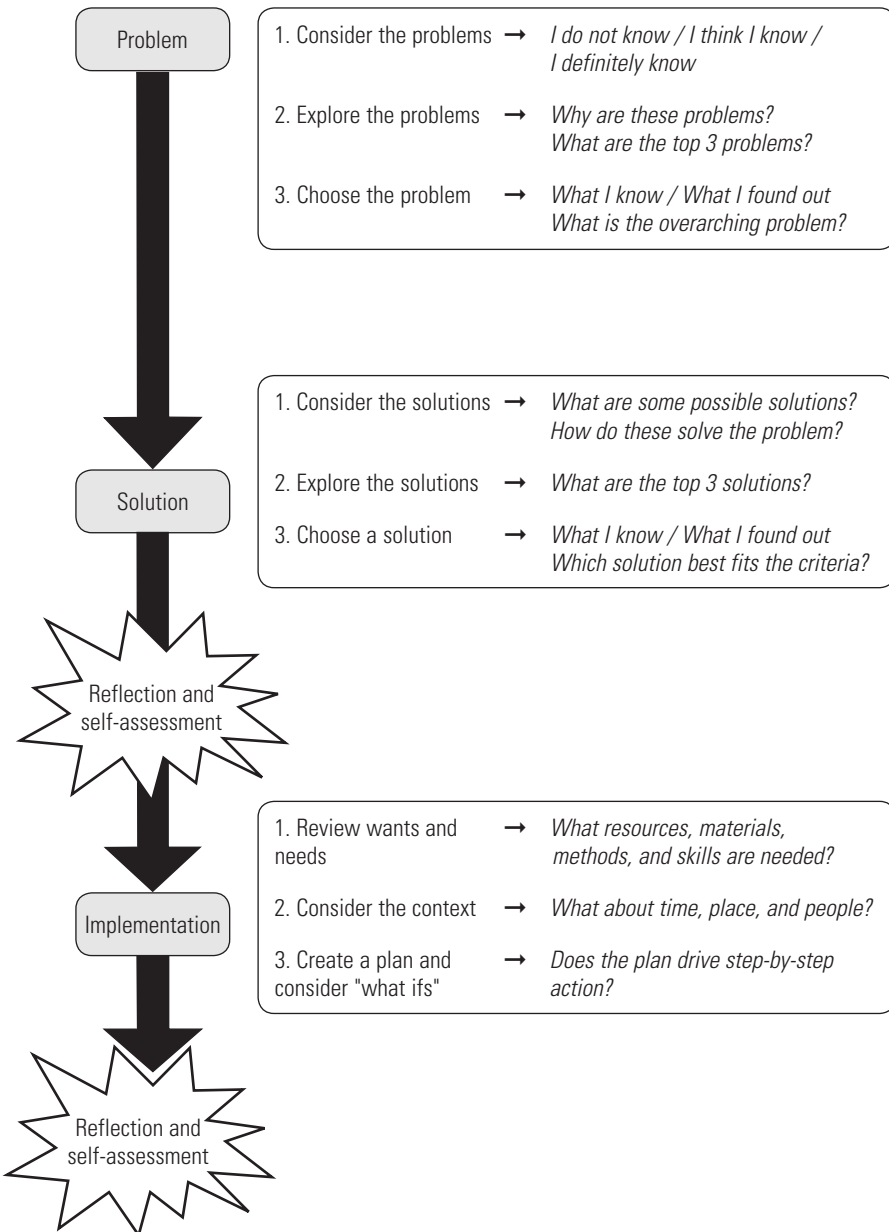 Problem
1. Consider the problems ➞ I do not know / I think I know /
I definitely know
2. Explore the problems ➞ Why are these problems?
What are the top 3 problems?
3. Choose the problem ➞ What I know / What I found out
What is the overarching problem?
Solution
1. Consider the solutions ➞ What are some possible solutions?
How do these solve the problem?
2. Explore the solutions ➞ What are the top 3 solutions?
3. Choose a solution ➞ What I know / What I found out
Which solution best fits the criteria?
Reflection and
self-assessment
Implementation
1. Review wants and ➞ What resources, materials,
needs methods, and skills are needed?
2. Consider the context ➞ What about time, place, and people?
3. Create a plan and ➞ Does the plan drive step-by-step
consider "what ifs" action?
Reflection and
self-assessment